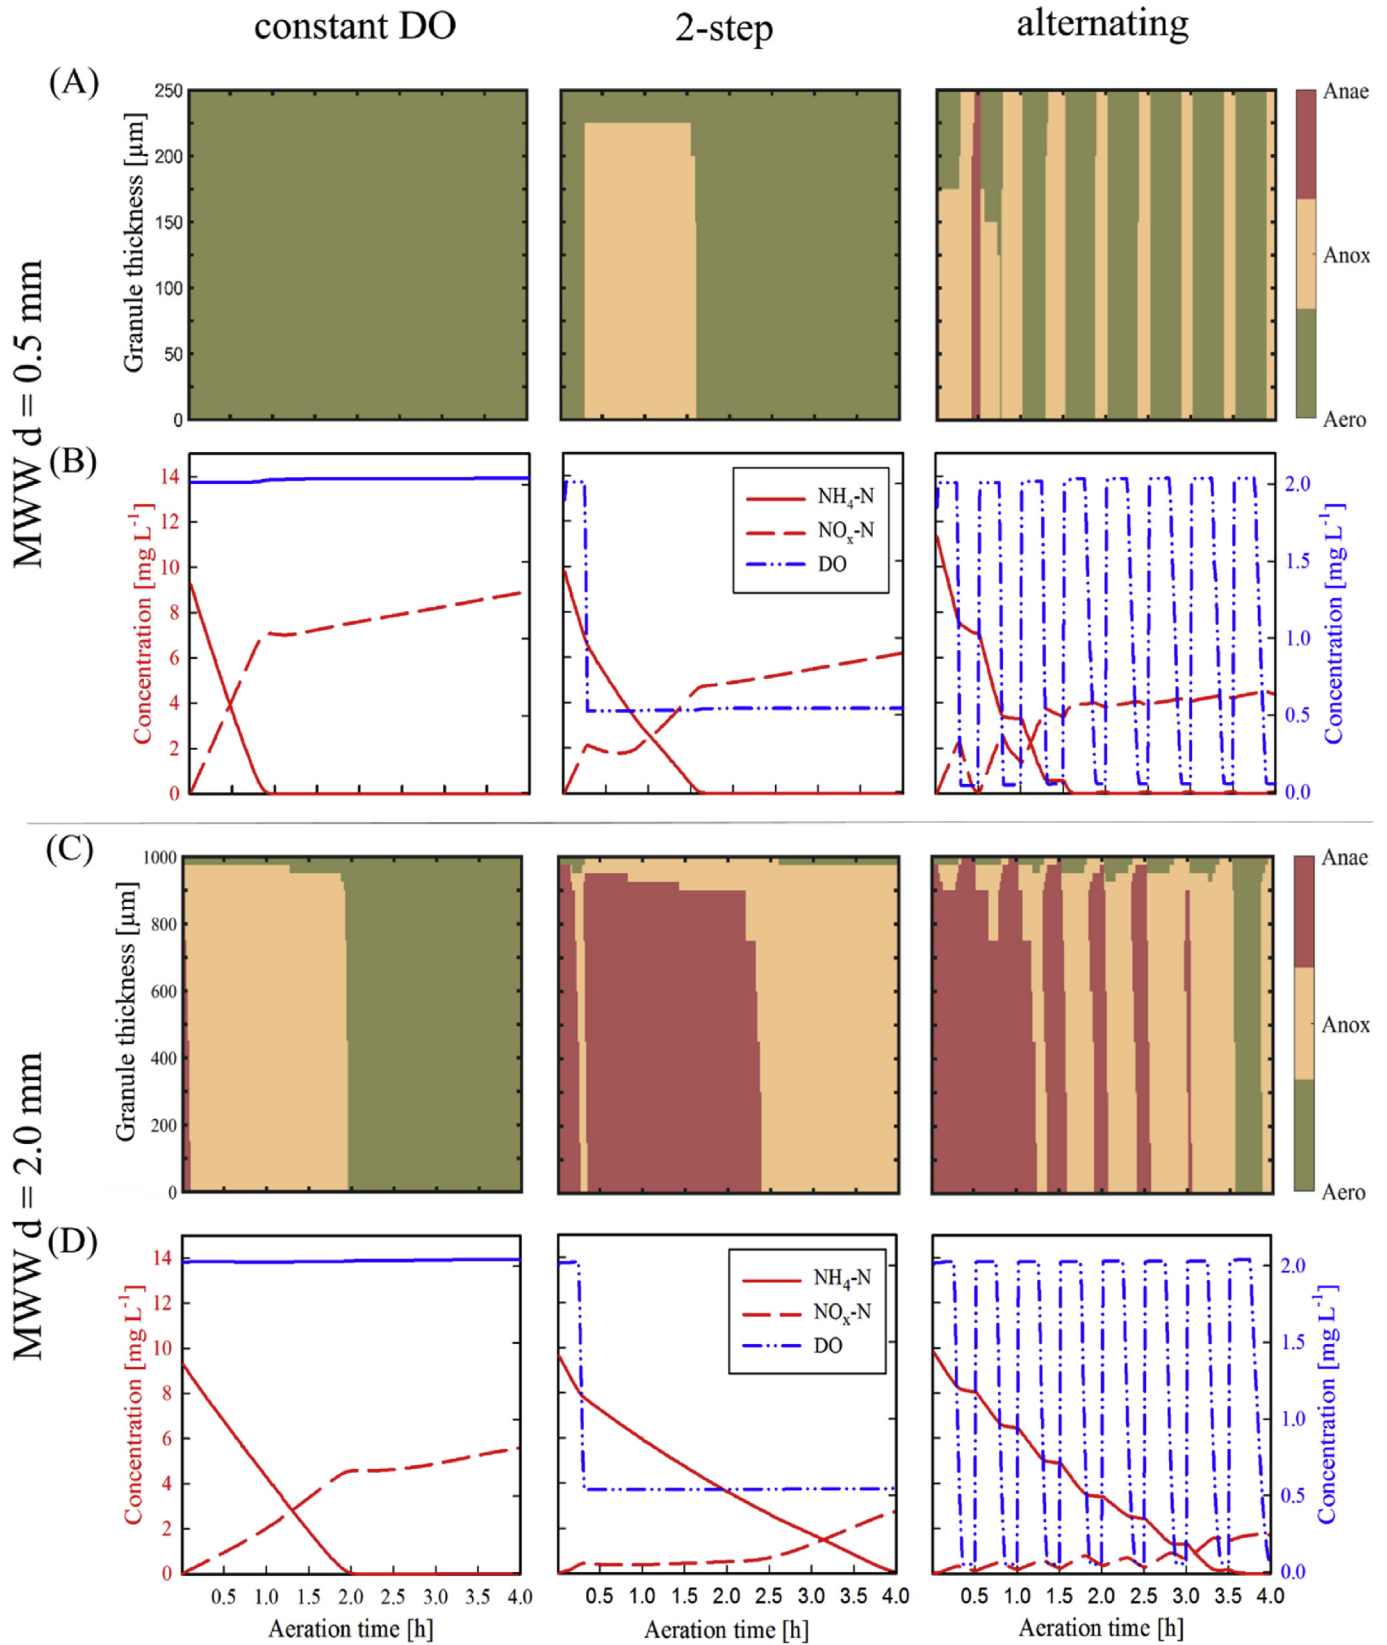 constant DO 2-step alternating
MWW d = 0.5 mm
(A)
Granule thickness [µm]
250
200
150
100
50
0
Anae
Anox
Aero
(B)
Concentration [mg L⁻¹]
14
12
10
8
6
4
2
0
NH₄-N
NOₓ-N
DO
2.0
1.5
1.0
0.5
0.0
Concentration [mg L⁻¹]
MWW d = 2.0 mm
(C)
Granule thickness [µm]
1000
800
600
400
200
0
Anae
Anox
Aero
(D)
Concentration [mg L⁻¹]
14
12
10
8
6
4
2
0
NH₄-N
NOₓ-N
DO
2.0
1.5
1.0
0.5
0.0
Concentration [mg L⁻¹]
0.5 1.0 1.5 2.0 2.5 3.0 3.5 4.0
0.5 1.0 1.5 2.0 2.5 3.0 3.5 4.0
0.5 1.0 1.5 2.0 2.5 3.0 3.5 4.0
Aeration time [h] Aeration time [h] Aeration time [h]